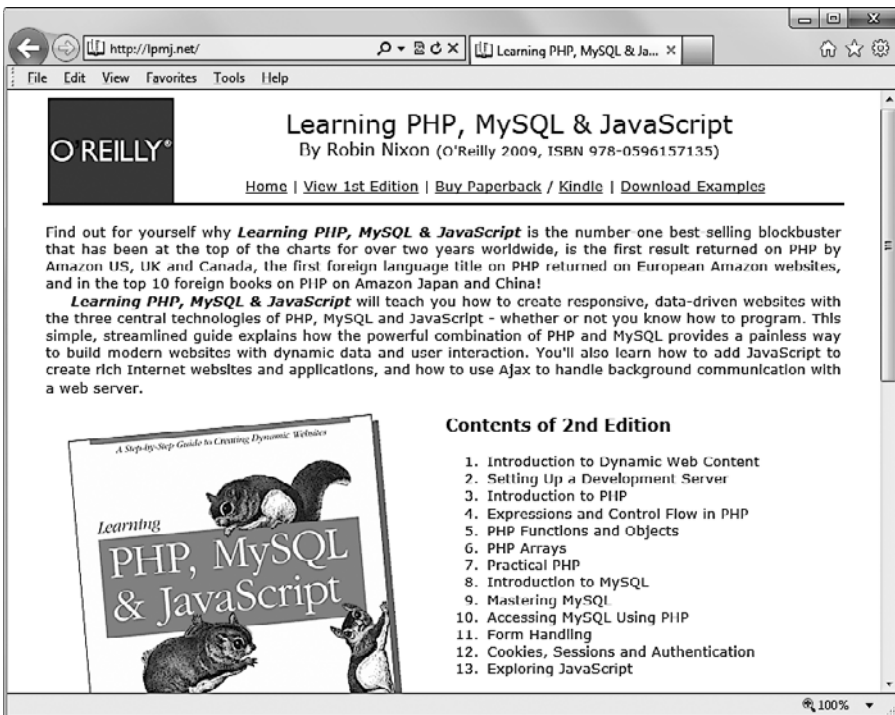 http://lpmj.net/
Learning PHP, MySQL & Ja...
File Edit View Favorites Tools Help
O'REILLY®
Learning PHP, MySQL & JavaScript
By Robin Nixon (O'Reilly 2009, ISBN 978-0596157135)
Home | View 1st Edition | Buy Paperback / Kindle | Download Examples
Find out for yourself why Learning PHP, MySQL & JavaScript is the number one best selling blockbuster
that has been at the top of the charts for over two years worldwide, is the first result returned on PHP by
Amazon US, UK and Canada, the first foreign language title on PHP returned on European Amazon websites,
and in the top 10 foreign books on PHP on Amazon Japan and China!
Learning PHP, MySQL & JavaScript will teach you how to create responsive, data-driven websites with
the three central technologies of PHP, MySQL and JavaScript - whether or not you know how to program. This
simple, streamlined guide explains how the powerful combination of PHP and MySQL provides a painless way
to build modern websites with dynamic data and user interaction. You'll also learn how to add JavaScript to
create rich Internet websites and applications, and how to use Ajax to handle background communication with
a web server.
A Step-by-Step Guide to Creating Dynamic Websites
Learning
PHP, MySQL
& JavaScript
Contents of 2nd Edition
1. Introduction to Dynamic Web Content
2. Setting Up a Development Server
3. Introduction to PHP
4. Expressions and Control Flow in PHP
5. PHP Functions and Objects
6. PHP Arrays
7. Practical PHP
8. Introduction to MySQL
9. Mastering MySQL
10. Accessing MySQL Using PHP
11. Form Handling
12. Cookies, Sessions and Authentication
13. Exploring JavaScript
100%